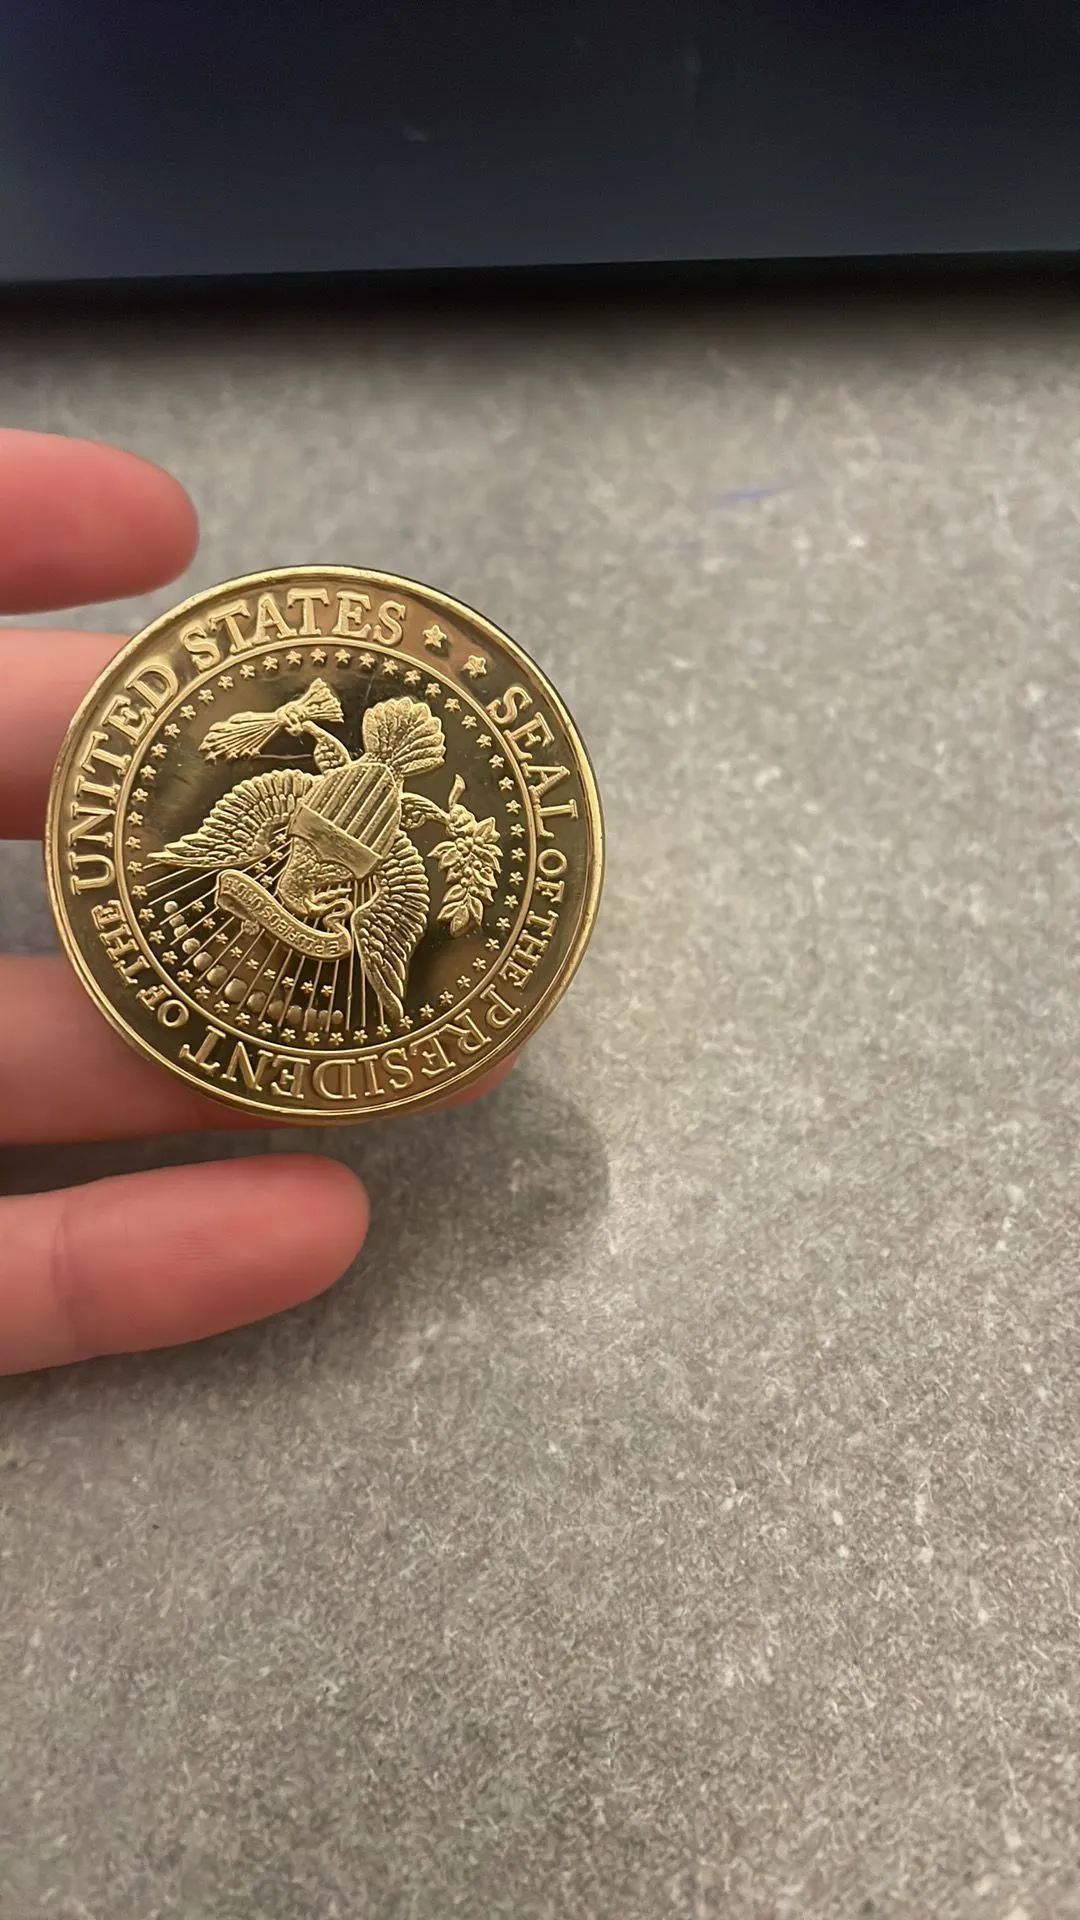 SEAL OF THE PRESIDENT OF THE UNITED STATES
E PLURIBUS UNUM